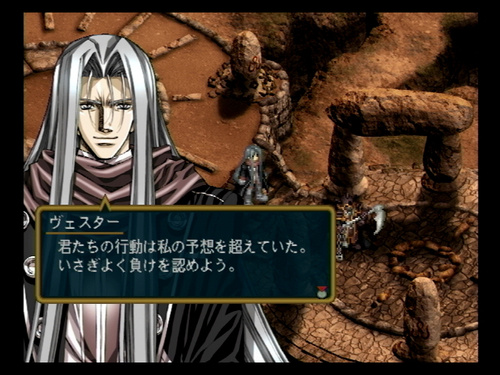 ヴェスター
君たちの行動は私の予想を超えていた。
いさぎよく負けを認めよう。